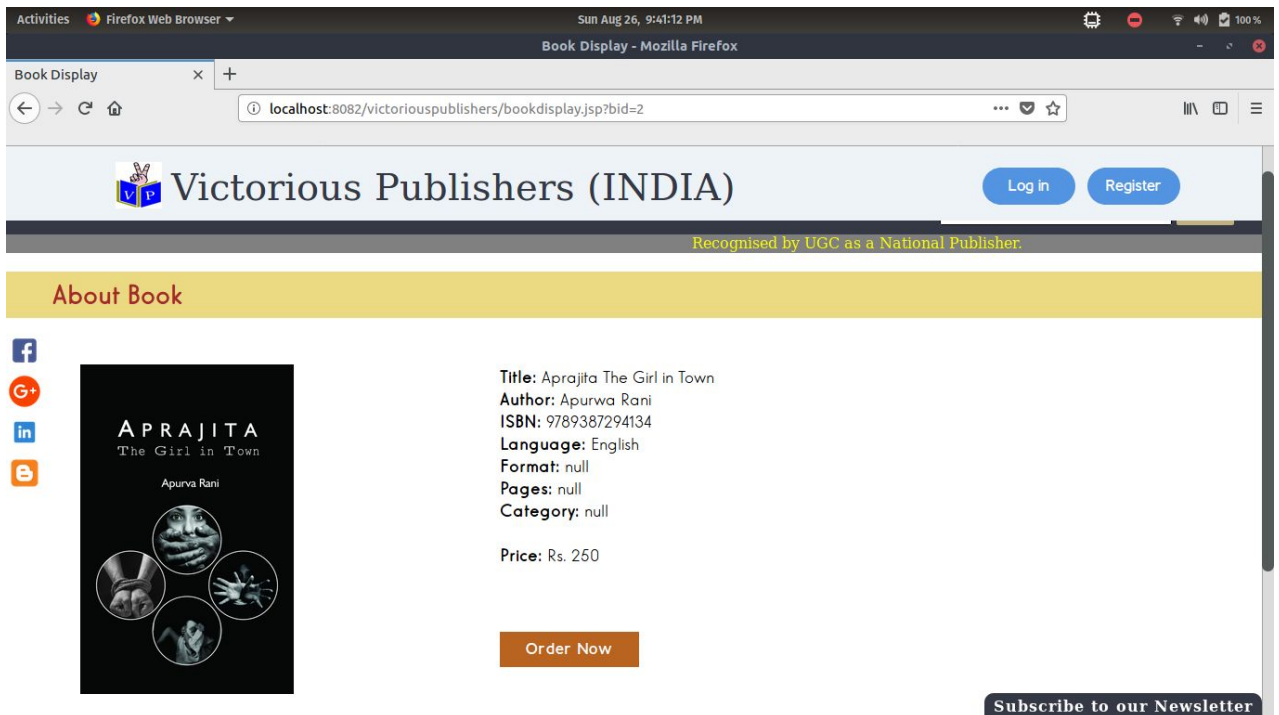 Activities Firefox Web Browser Sun Aug 26, 9:41:12 PM 100 %
Book Display - Mozilla Firefox
Book Display
localhost:8082/victoriouspublishers/bookdisplay.jsp?bid=2
V P
Victorious Publishers (INDIA)
Log in
Register
Recognised by UGC as a National Publisher.
About Book
APRAJITA
The Girl in Town
Apurva Rani
Title: Aprajita The Girl in Town
Author: Apurwa Rani
ISBN: 9789387294134
Language: English
Format: null
Pages: null
Category: null
Price: Rs. 250
Order Now
f
G+
in
B
Subscribe to our Newsletter